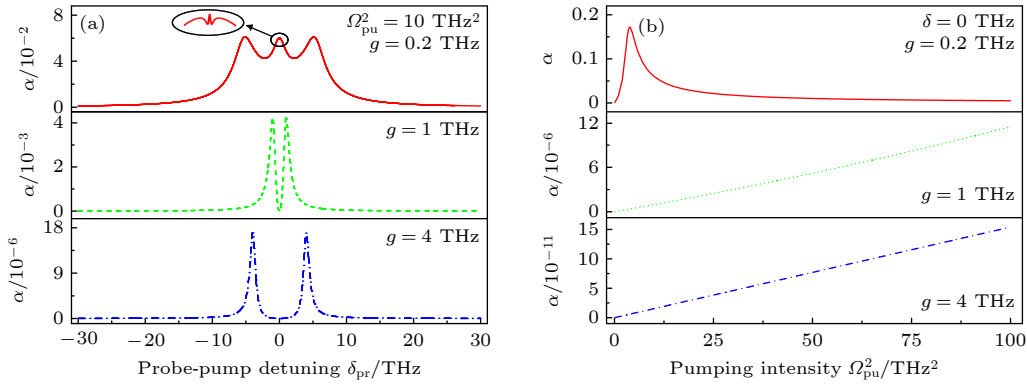 (a)
Ω²ₚᵤ = 10 THz²
g = 0.2 THz
α/10⁻²
8
6
4
2
0
g = 1 THz
α/10⁻³
4
2
0
g = 4 THz
α/10⁻⁶
18
9
0
−30 −20 −10 0 10 20 30
Probe-pump detuning δpr/THz
(b)
δ = 0
g = 0.2 THz
α
0.2
0.1
0
g = 1 THz
α/10⁻⁶
12
6
0
g = 4 THz
α/10⁻¹¹
15
10
5
0
0 25 50 75 100
Pumping intensity Ω²ₚᵤ/THz²